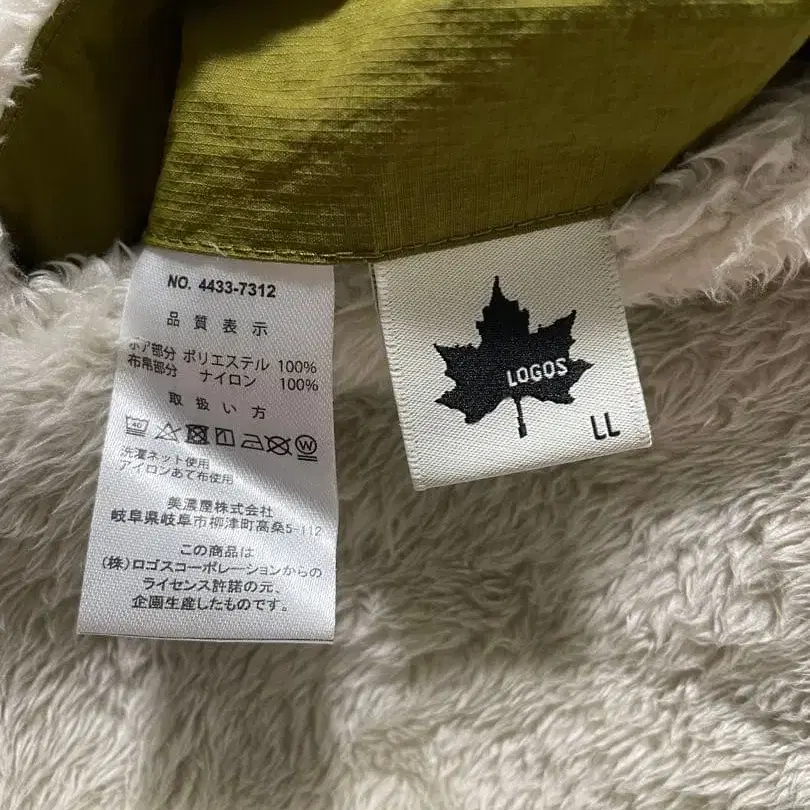 NO. 4433-7312
品質表示
ボア部分 ポリエステル 100%
布帛部分 ナイロン 100%
取扱い方
40
W
洗濯ネット使用
アイロンあて布使用
美濃屋株式会社
岐阜県岐阜市柳津町高桑5-112
この商品は
(株)ロゴスコーポレーションからの
ライセンス許諾の元、
企画生産したものです。
LOGOS
LL